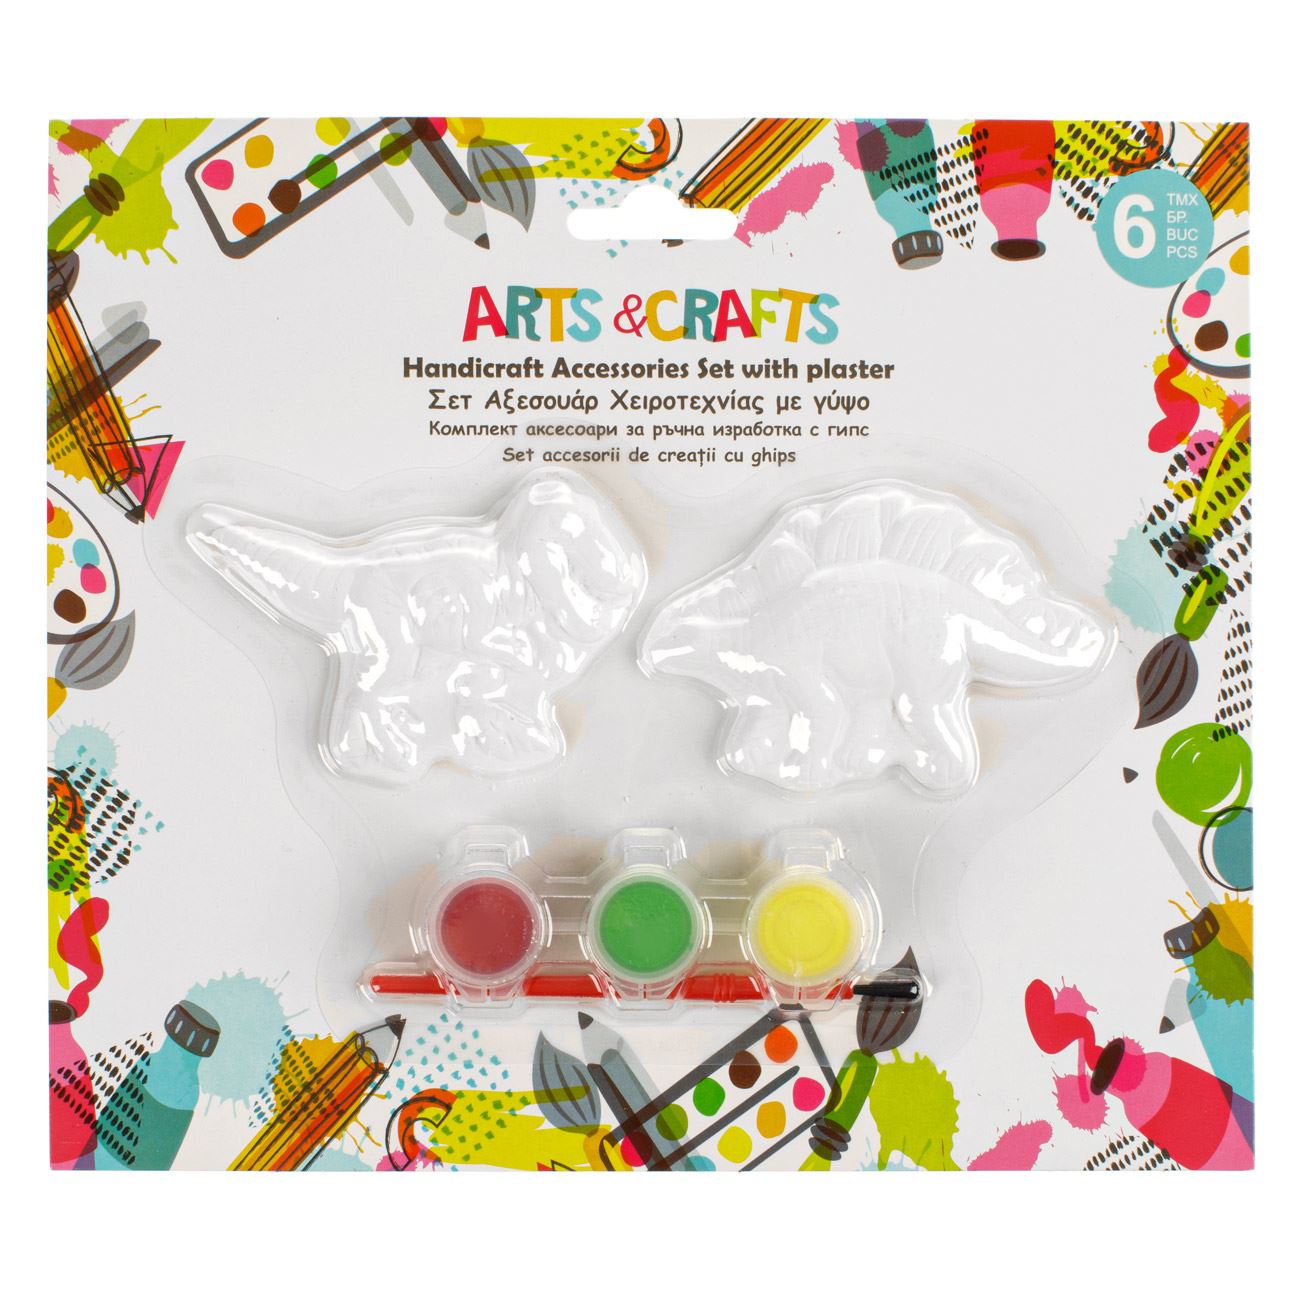 6 ΤΜΧ
БР.
BUC
PCS
ARTS & CRAFTS
Handicraft Accessories Set with plaster
Σετ Αξεσουάρ Χειροτεχνίας με γύψο
Комплект аксесоари за ръчна изработка с гипс
Set accesorii de creații cu ghips